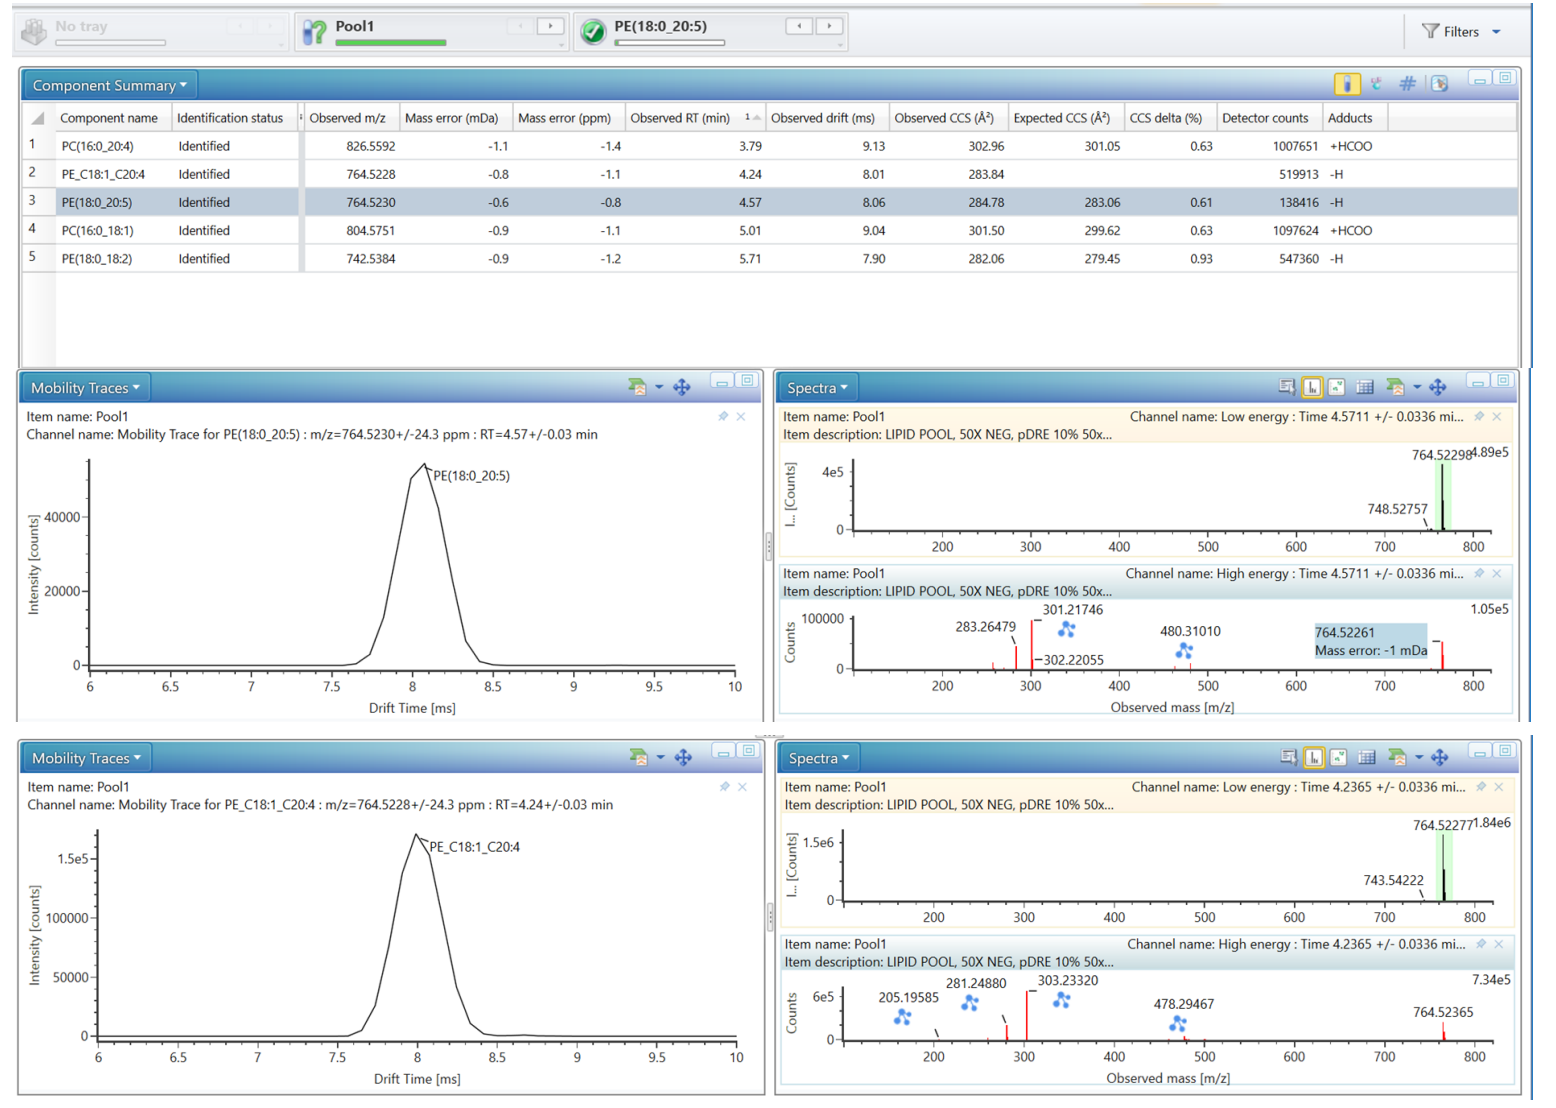 No tray
Pool1
PE(18:0_20:5)
Filters
Component Summary
Component name Identification status Observed m/z Mass error (mDa) Mass error (ppm) Observed RT (min) 1 Observed drift (ms) Observed CCS (Å²) Expected CCS (Å²) CCS delta (%) Detector counts Adducts
1 PC(16:0_20:4) Identified 826.5592 -1.1 -1.4 3.79 9.13 302.96 301.05 0.63 1007651 +HCOO
2 PE_C18:1_C20:4 Identified 764.5228 -0.8 -1.1 4.24 8.01 283.84 519913 -H
3 PE(18:0_20:5) Identified 764.5230 -0.6 -0.8 4.57 8.06 284.78 283.06 0.61 138416 -H
4 PC(16:0_18:1) Identified 804.5751 -0.9 -1.1 5.01 9.04 301.50 299.62 0.63 1097624 +HCOO
5 PE(18:0_18:2) Identified 742.5384 -0.9 -1.2 5.71 7.90 282.06 279.45 0.93 547360 -H
Mobility Traces
Item name: Pool1
Channel name: Mobility Trace for PE(18:0_20:5) : m/z=764.5230+/-24.3 ppm : RT=4.57+/-0.03 min
PE(18:0_20:5)
Intensity [counts]
40000
20000
0
6 6.5 7 7.5 8 8.5 9 9.5 10
Drift Time [ms]
Spectra
Item name: Pool1 Channel name: Low energy : Time 4.5711 +/- 0.0336 mi...
Item description: LIPID POOL, 50X NEG, pDRE 10% 50x...
764.52298 4.89e5
I... [Counts]
4e5
748.52757
0
200 300 400 500 600 700 800
Item name: Pool1 Channel name: High energy : Time 4.5711 +/- 0.0336 mi...
Item description: LIPID POOL, 50X NEG, pDRE 10% 50x...
Counts
100000
301.21746
1.05e5
283.26479
480.31010
764.52261
Mass error: -1 mDa
302.22055
0
200 300 400 500 600 700 800
Observed mass [m/z]
Mobility Traces
Item name: Pool1
Channel name: Mobility Trace for PE_C18:1_C20:4 : m/z=764.5228+/-24.3 ppm : RT=4.24+/-0.03 min
PE_C18:1_C20:4
Intensity [counts]
1.5e5
100000
50000
0
6 6.5 7 7.5 8 8.5 9 9.5 10
Drift Time [ms]
Spectra
Item name: Pool1 Channel name: Low energy : Time 4.2365 +/- 0.0336 mi...
Item description: LIPID POOL, 50X NEG, pDRE 10% 50x...
764.52277 1.84e6
I... [Counts]
1.5e6
743.54222
0
200 300 400 500 600 700 800
Item name: Pool1 Channel name: High energy : Time 4.2365 +/- 0.0336 mi...
Item description: LIPID POOL, 50X NEG, pDRE 10% 50x...
Counts
6e5
281.24880
303.23320
7.34e5
205.19585
478.29467
764.52365
0
200 300 400 500 600 700 800
Observed mass [m/z]